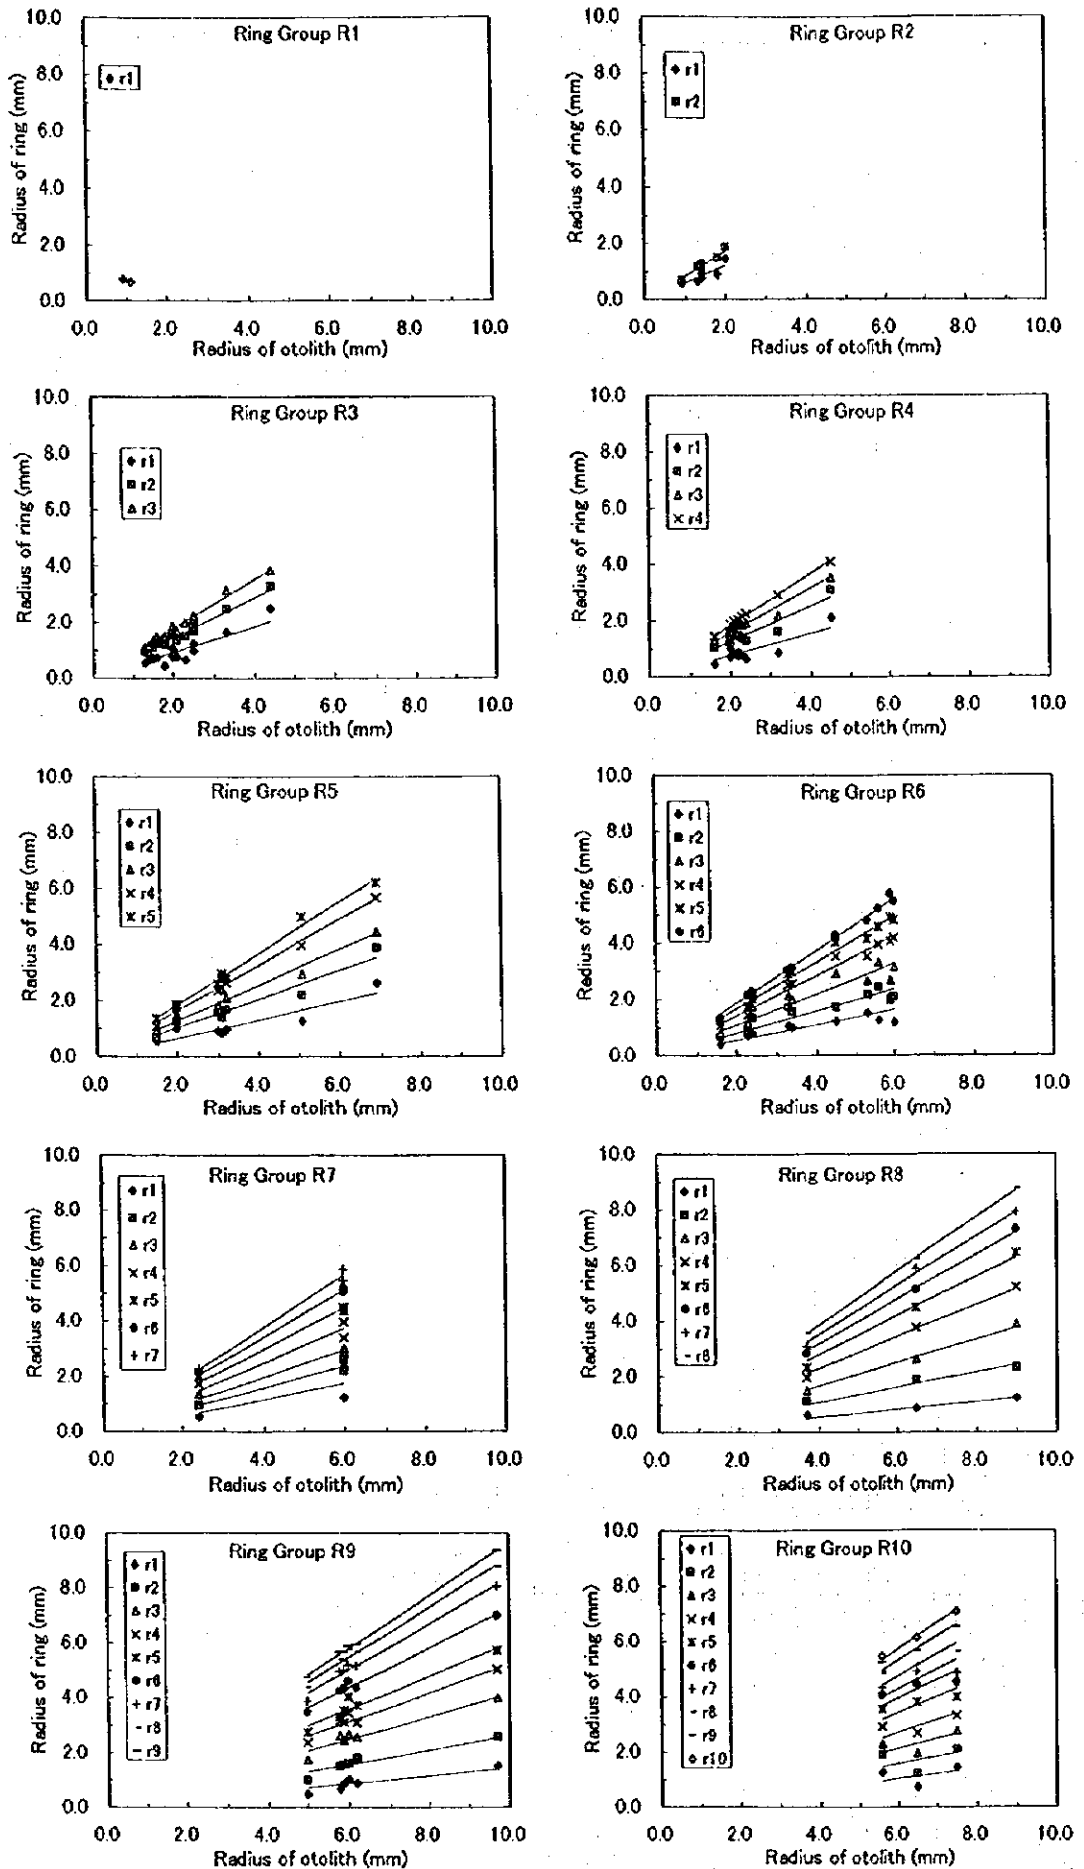 Ring Group R1
Radius of ring (mm)
10.0
8.0
6.0
4.0
2.0
0.0
r1
0.0 2.0 4.0 6.0 8.0 10.0
Radius of otolith (mm)
Ring Group R2
Radius of ring (mm)
10.0
8.0
6.0
4.0
2.0
0.0
r1
r2
0.0 2.0 4.0 6.0 8.0 10.0
Radius of otolith (mm)
Ring Group R3
Radius of ring (mm)
10.0
8.0
6.0
4.0
2.0
0.0
r1
r2
r3
0.0 2.0 4.0 6.0 8.0 10.0
Radius of otolith (mm)
Ring Group R4
Radius of ring (mm)
10.0
8.0
6.0
4.0
2.0
0.0
r1
r2
r3
r4
0.0 2.0 4.0 6.0 8.0 10.0
Radius of otolith (mm)
Ring Group R5
Radius of ring (mm)
10.0
8.0
6.0
4.0
2.0
0.0
r1
r2
r3
r4
r5
0.0 2.0 4.0 6.0 8.0 10.0
Radius of otolith (mm)
Ring Group R6
Radius of ring (mm)
10.0
8.0
6.0
4.0
2.0
0.0
r1
r2
r3
r4
r5
r6
0.0 2.0 4.0 6.0 8.0 10.0
Radius of otolith (mm)
Ring Group R7
Radius of ring (mm)
10.0
8.0
6.0
4.0
2.0
0.0
r1
r2
r3
r4
r5
r6
r7
0.0 2.0 4.0 6.0 8.0 10.0
Radius of otolith (mm)
Ring Group R8
Radius of ring (mm)
10.0
8.0
6.0
4.0
2.0
0.0
r1
r2
r3
r4
r5
r6
r7
r8
0.0 2.0 4.0 6.0 8.0 10.0
Radius of otolith (mm)
Ring Group R9
Radius of ring (mm)
10.0
8.0
6.0
4.0
2.0
0.0
r1
r2
r3
r4
r5
r6
r7
r8
r9
0.0 2.0 4.0 6.0 8.0 10.0
Radius of otolith (mm)
Ring Group R10
Radius of ring (mm)
10.0
8.0
6.0
4.0
2.0
0.0
r1
r2
r3
r4
r5
r6
r7
r8
r9
r10
0.0 2.0 4.0 6.0 8.0 10.0
Radius of otolith (mm)